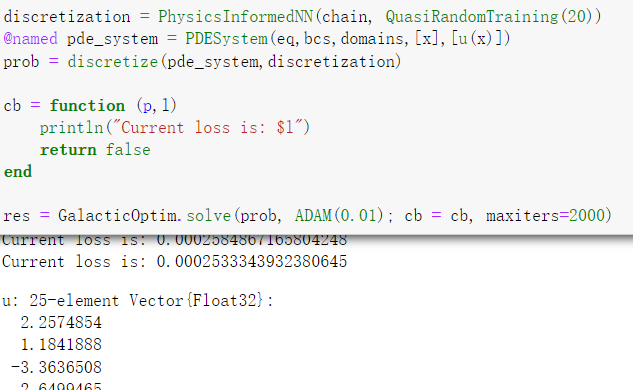 discretization = PhysicsInformedNN(chain, QuasiRandomTraining(20))
@named pde_system = PDESystem(eq,bcs,domains,[x],[u(x)])
prob = discretize(pde_system,discretization)
cb = function (p,l)
println("Current loss is: $l")
return false
end
res = GalacticOptim.solve(prob, ADAM(0.01); cb = cb, maxiters=2000)
Current loss is: 0.0002584867165804248
Current loss is: 0.0002533343932380645
u: 25-element Vector{Float32}:
2.2574854
1.1841888
-3.3636508
2.6499465